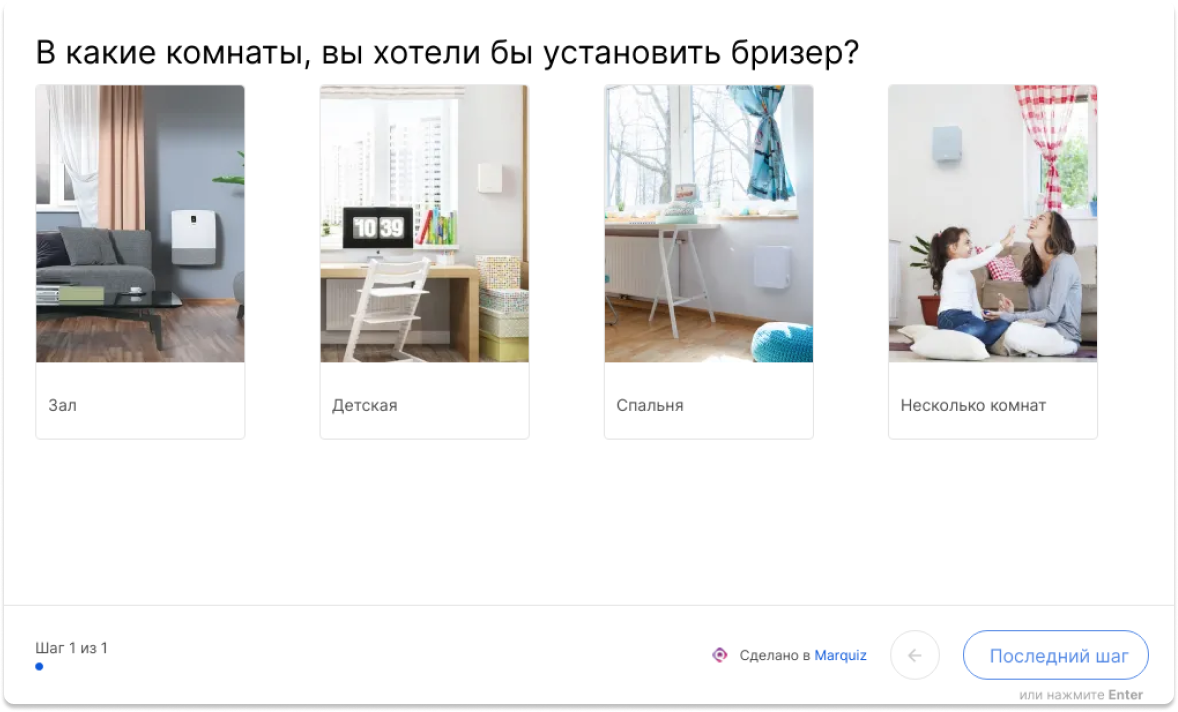 В какие комнаты, вы хотели бы установить бризер?
10 39
Зал
Детская
Спальня
Несколько комнат
Шаг 1 из 1
Сделано в Marquiz
Последний шаг
или нажмите Enter